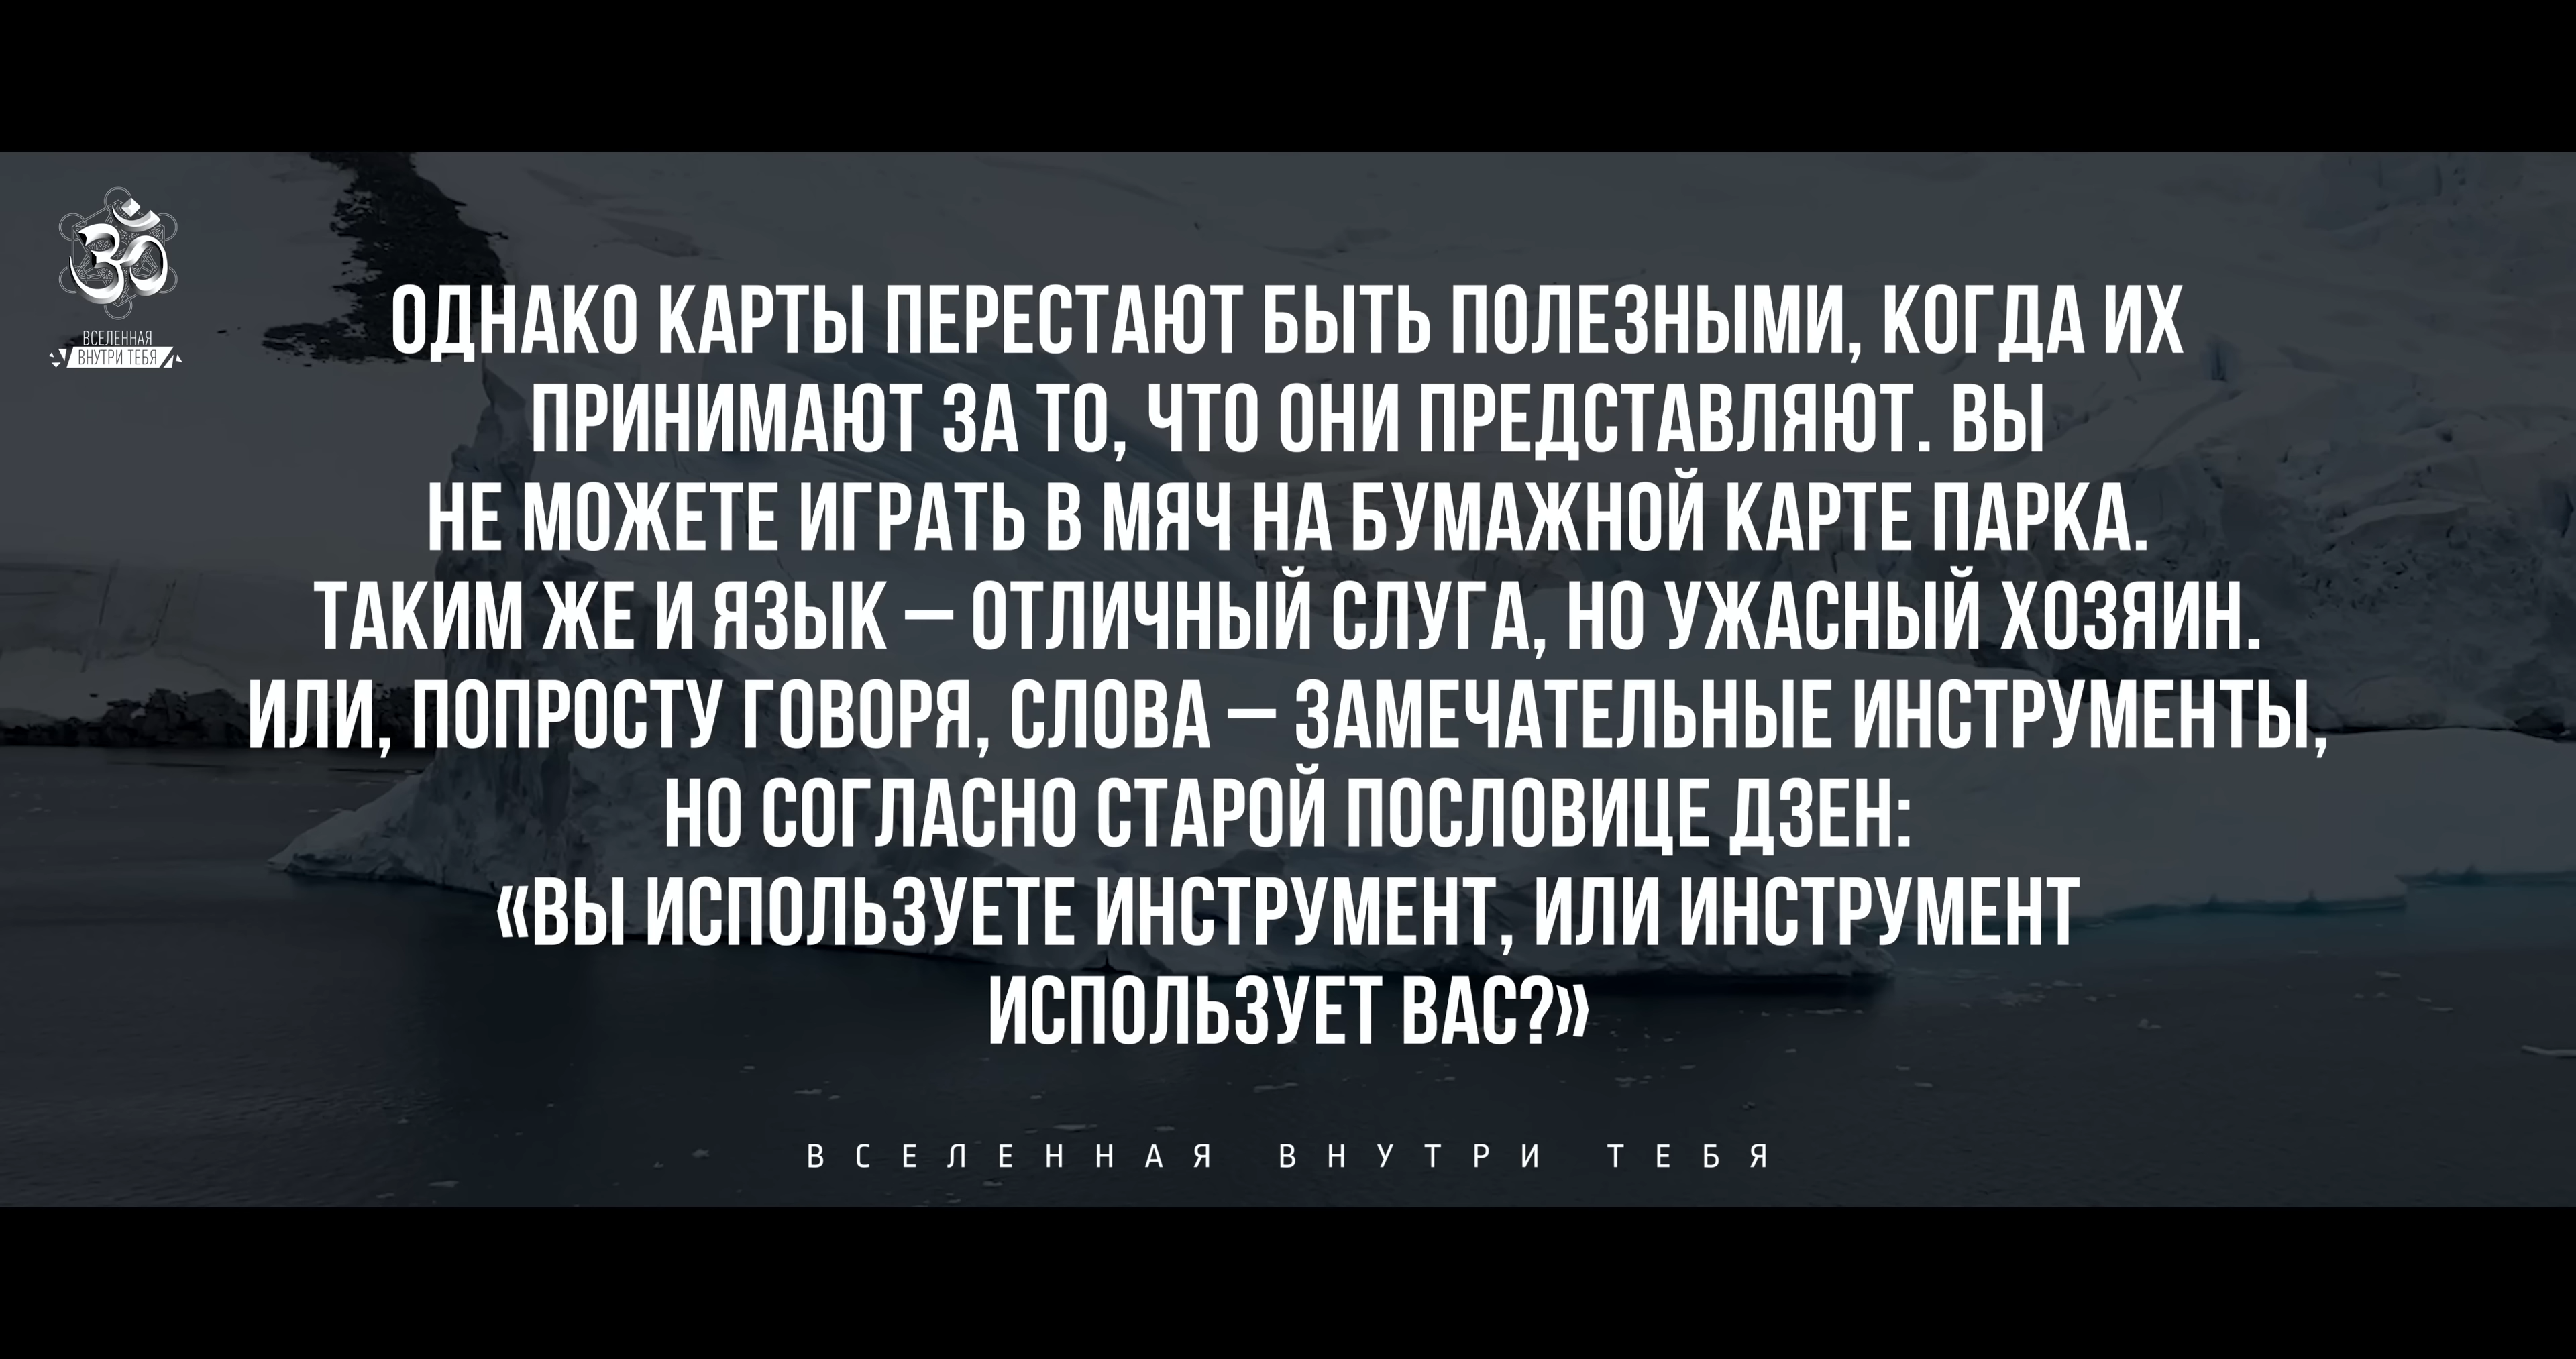 ВСЕЛЕННАЯ
ВНУТРИ ТЕБЯ
ОДНАКО КАРТЫ ПЕРЕСТАЮТ БЫТЬ ПОЛЕЗНЫМИ, КОГДА ИХ
ПРИНИМАЮТ ЗА ТО, ЧТО ОНИ ПРЕДСТАВЛЯЮТ. ВЫ
НЕ МОЖЕТЕ ИГРАТЬ В МЯЧ НА БУМАЖНОЙ КАРТЕ ПАРКА.
ТАКИМ ЖЕ И ЯЗЫК – ОТЛИЧНЫЙ СЛУГА, НО УЖАСНЫЙ ХОЗЯИН.
ИЛИ, ПОПРОСТУ ГОВОРЯ, СЛОВА – ЗАМЕЧАТЕЛЬНЫЕ ИНСТРУМЕНТЫ,
НО СОГЛАСНО СТАРОЙ ПОСЛОВИЦЕ ДЗЕН:
«ВЫ ИСПОЛЬЗУЕТЕ ИНСТРУМЕНТ, ИЛИ ИНСТРУМЕНТ
ИСПОЛЬЗУЕТ ВАС?»
ВСЕЛЕННАЯ ВНУТРИ ТЕБЯ